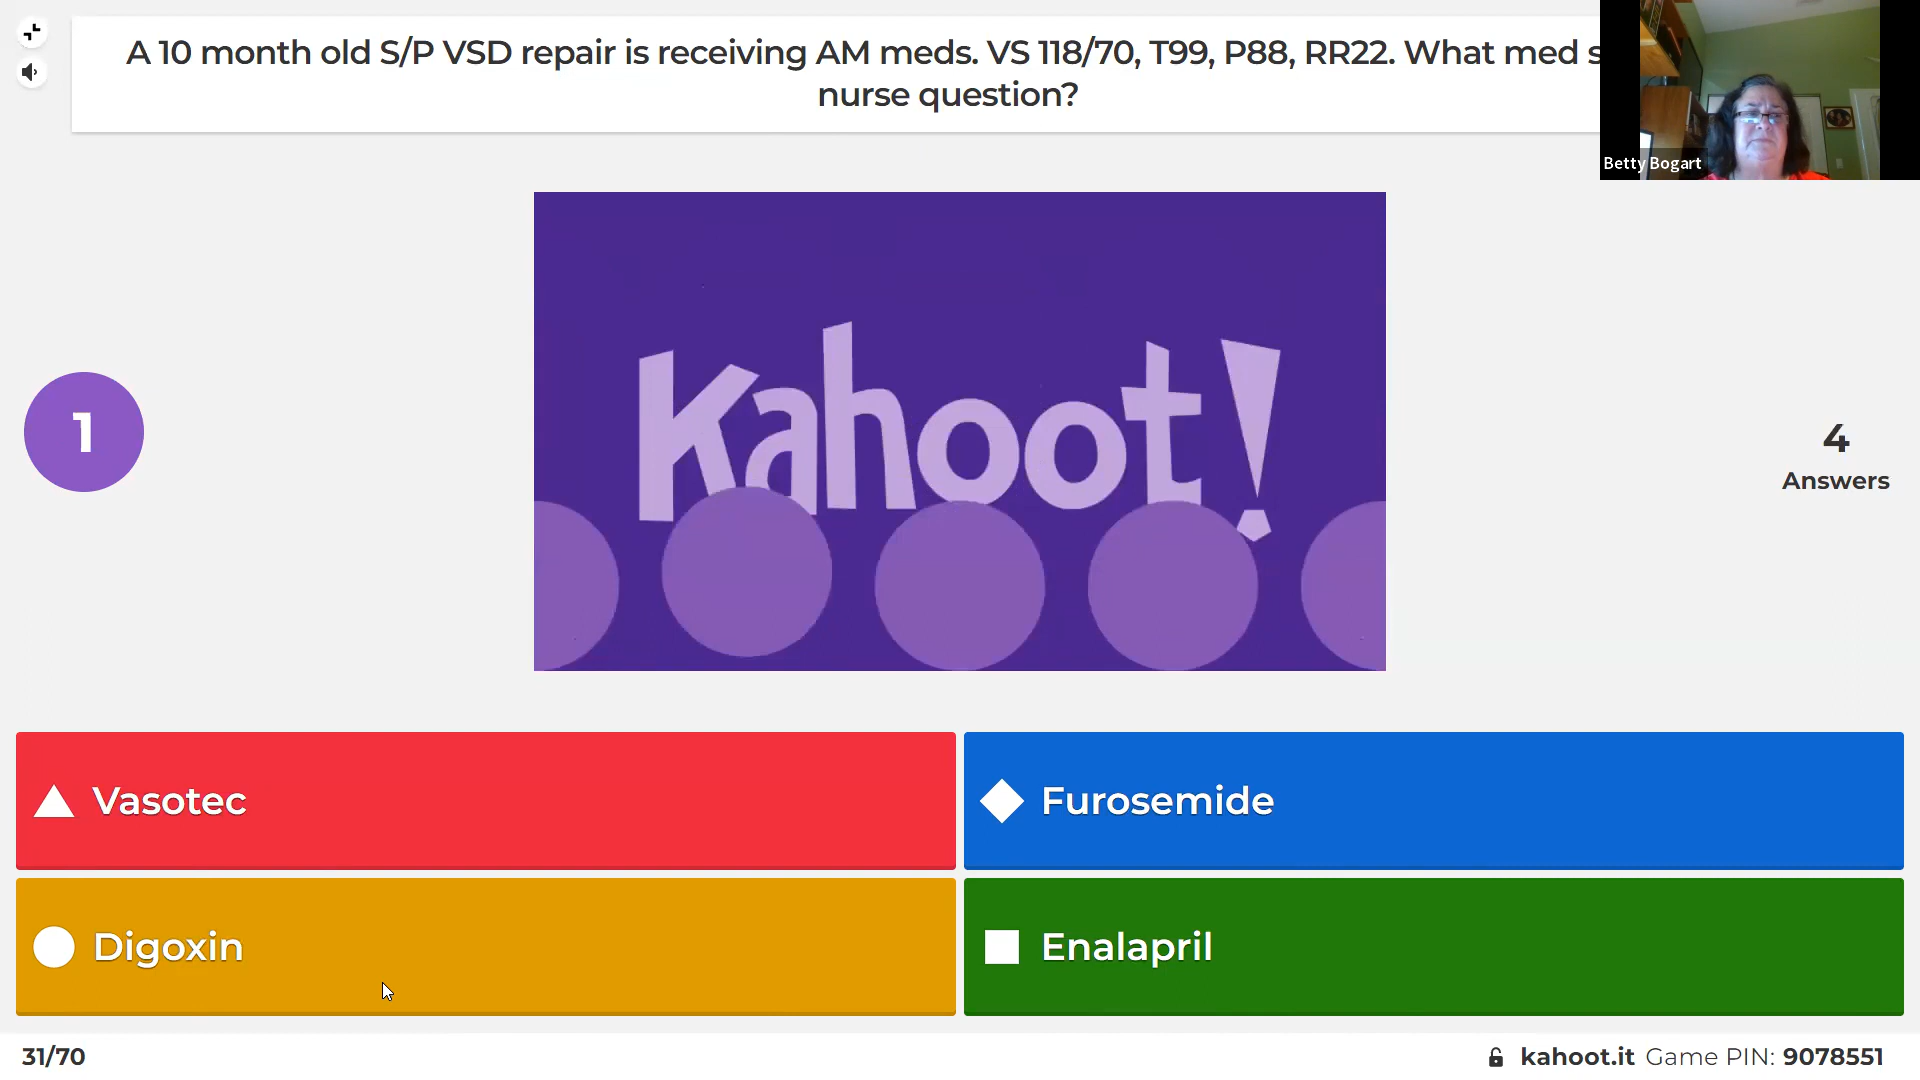 A 10 month old S/P VSD repair is receiving AM meds. VS 118/70, T99, P88, RR22. What med
nurse question?
Betty Bogart
Kahoot!
1
4
Answers
Vasotec
Furosemide
Digoxin
Enalapril
31/70
kahoot.it Game PIN: 9078551